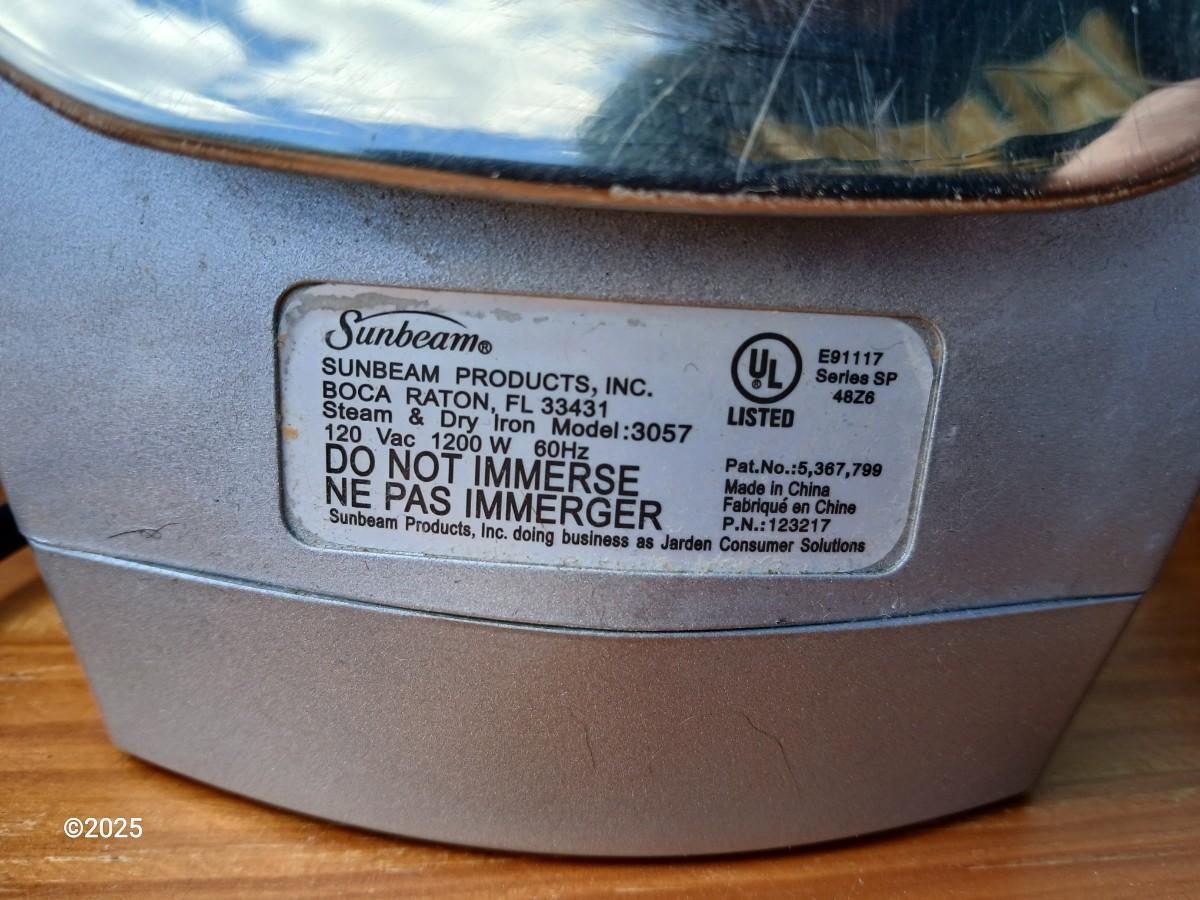 Sunbeam®
SUNBEAM PRODUCTS, INC.
BOCA RATON, FL 33431
Steam & Dry Iron Model:3057
120 Vac 1200 W 60Hz
DO NOT IMMERSE
NE PAS IMMERGER
UL®
LISTED
E91117
Series SP
48Z6
Pat.No.:5,367,799
Made in China
Fabriqué en Chine
P.N.:123217
Sunbeam Products, Inc. doing business as Jarden Consumer Solutions
©2025